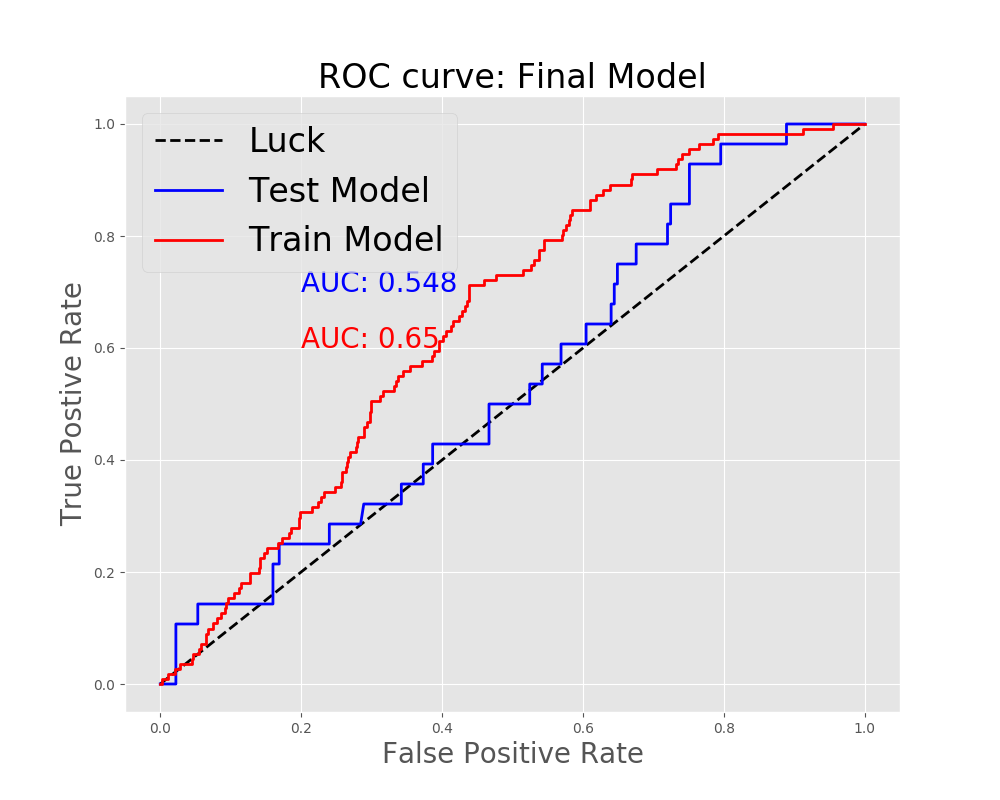 ROC curve: Final Model
Luck
Test Model
Train Model
AUC: 0.548
AUC: 0.65
True Postive Rate
1.0
0.8
0.6
0.4
0.2
0.0
0.0 0.2 0.4 0.6 0.8 1.0
False Positive Rate